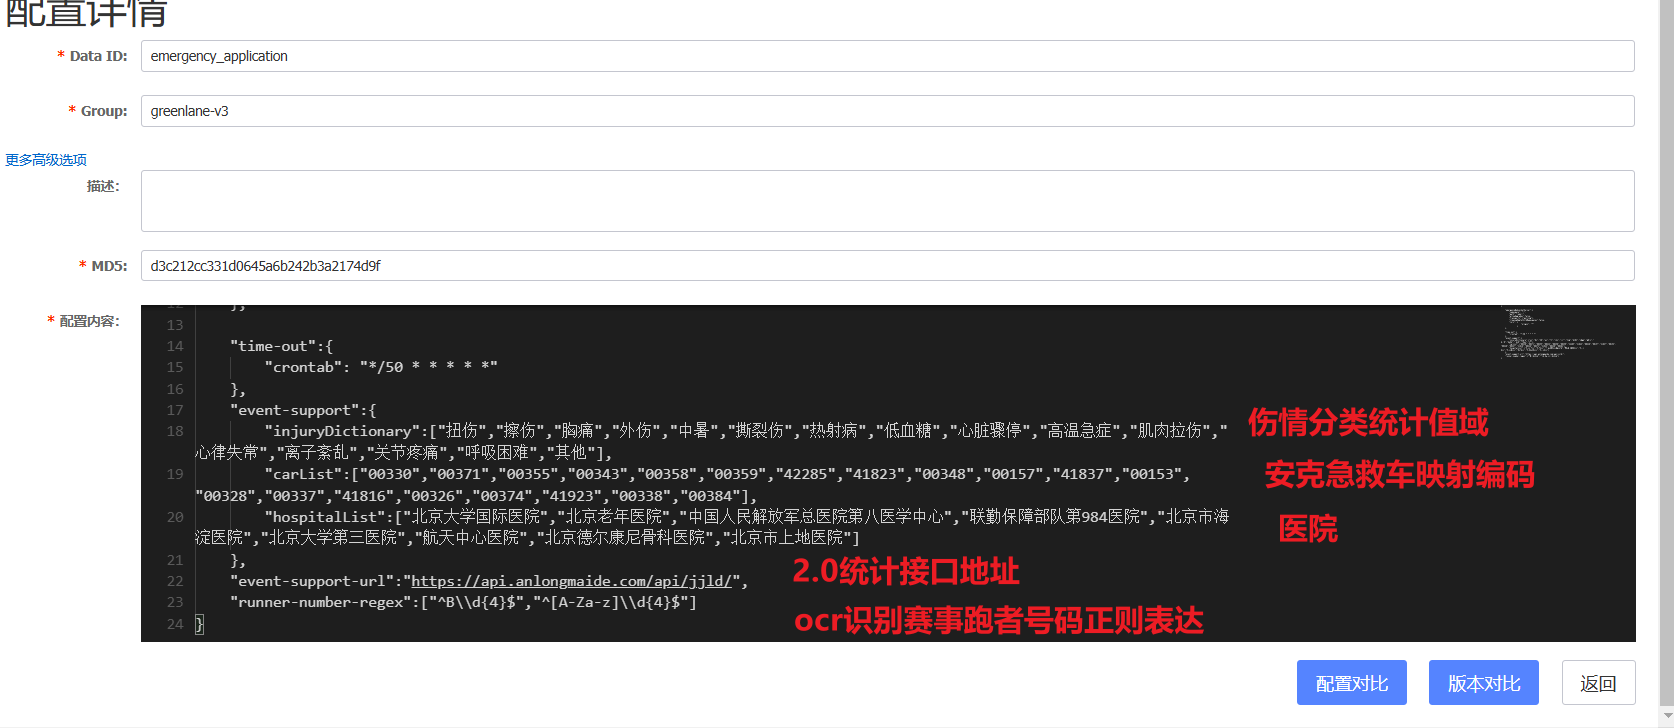 配置详情
* Data ID: emergency_application
* Group: greenlane-v3
更多高级选项
描述:
* MD5: d3c212cc331d0645a6b242b3a2174d9f
* 配置内容:
12 },
13
14 "time-out":{
15 "crontab": "*/50 * * * * *"
16 },
17 "event-support":{
18 "injuryDictionary":["扭伤","擦伤","胸痛","外伤","中暑","撕裂伤","热射病","低血糖","心脏骤停","高温急症","肌肉拉伤","
心律失常","离子紊乱","关节疼痛","呼吸困难","其他"],
伤情分类统计值域
19 "carList":["00330","00371","00355","00343","00358","00359","42285","41823","00348","00157","41837","00153",
"00328","00337","41816","00326","00374","41923","00338","00384"],
安克急救车映射编码
20 "hospitalList":["北京大学国际医院","北京老年医院","中国人民解放军总医院第八医学中心","联勤保障部队第984医院","北京市海
淀医院","北京大学第三医院","航天中心医院","北京德尔康尼骨科医院","北京市上地医院"]
医院
21 },
22 "event-support-url":"https://api.anlongmaide.com/api/jjld/",
2.0统计接口地址
23 "runner-number-regex":["^B\\d{4}$","^[A-Za-z]\\d{4}$"]
ocr识别赛事跑者号码正则表达
24 }
配置对比 版本对比 返回